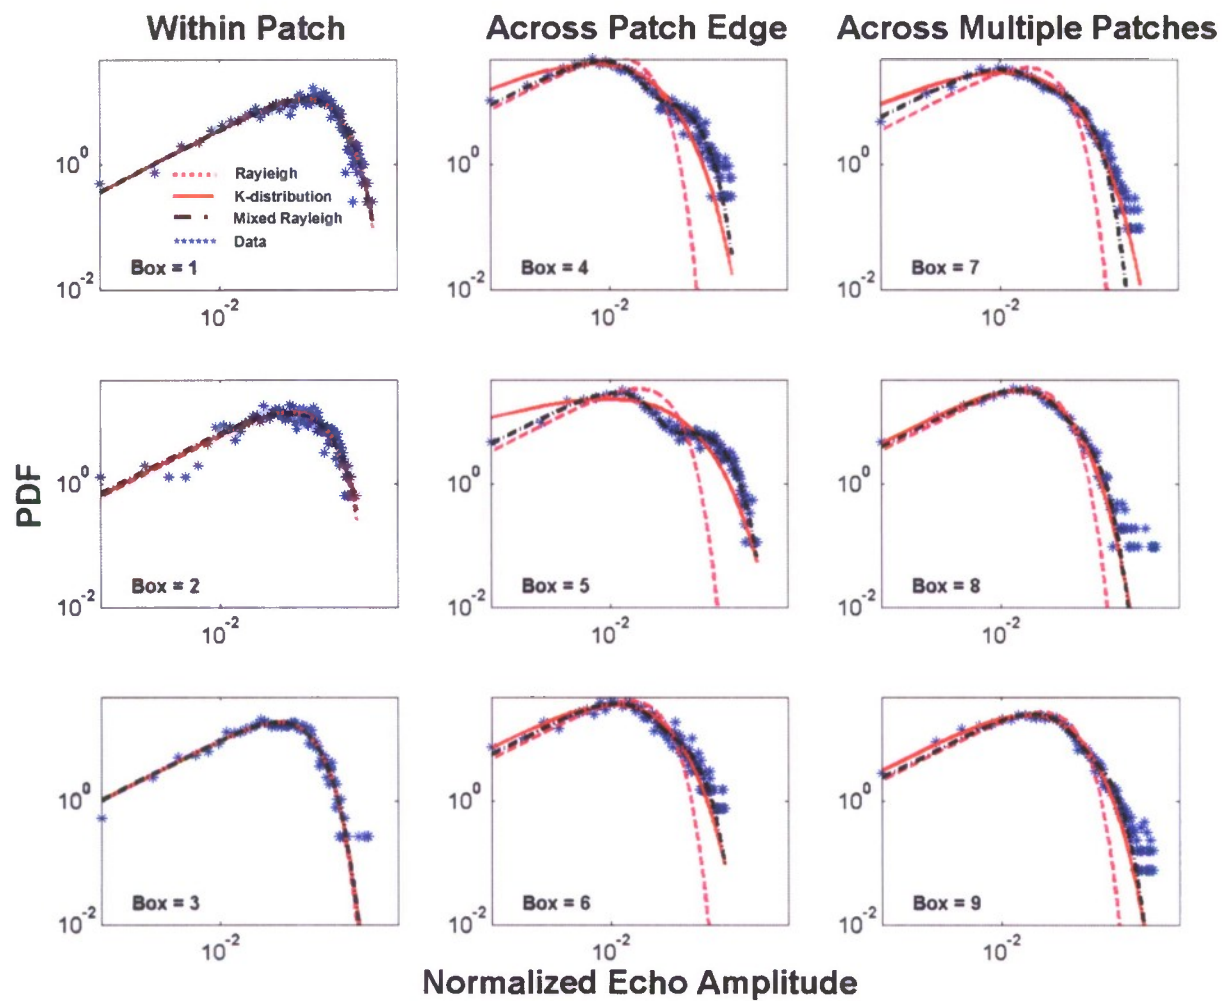 Within Patch
Across Patch Edge
Across Multiple Patches
10^0
10^-2
10^-2
Rayleigh
K-distribution
Mixed Rayleigh
Data
Box = 1
10^0
10^-2
10^-2
Box = 4
10^0
10^-2
10^-2
Box = 7
PDF
10^0
10^-2
10^-2
Box = 2
10^0
10^-2
10^-2
Box = 5
10^0
10^-2
10^-2
Box = 8
10^0
10^-2
10^-2
Box = 3
10^0
10^-2
10^-2
Box = 6
10^0
10^-2
10^-2
Box = 9
Normalized Echo Amplitude